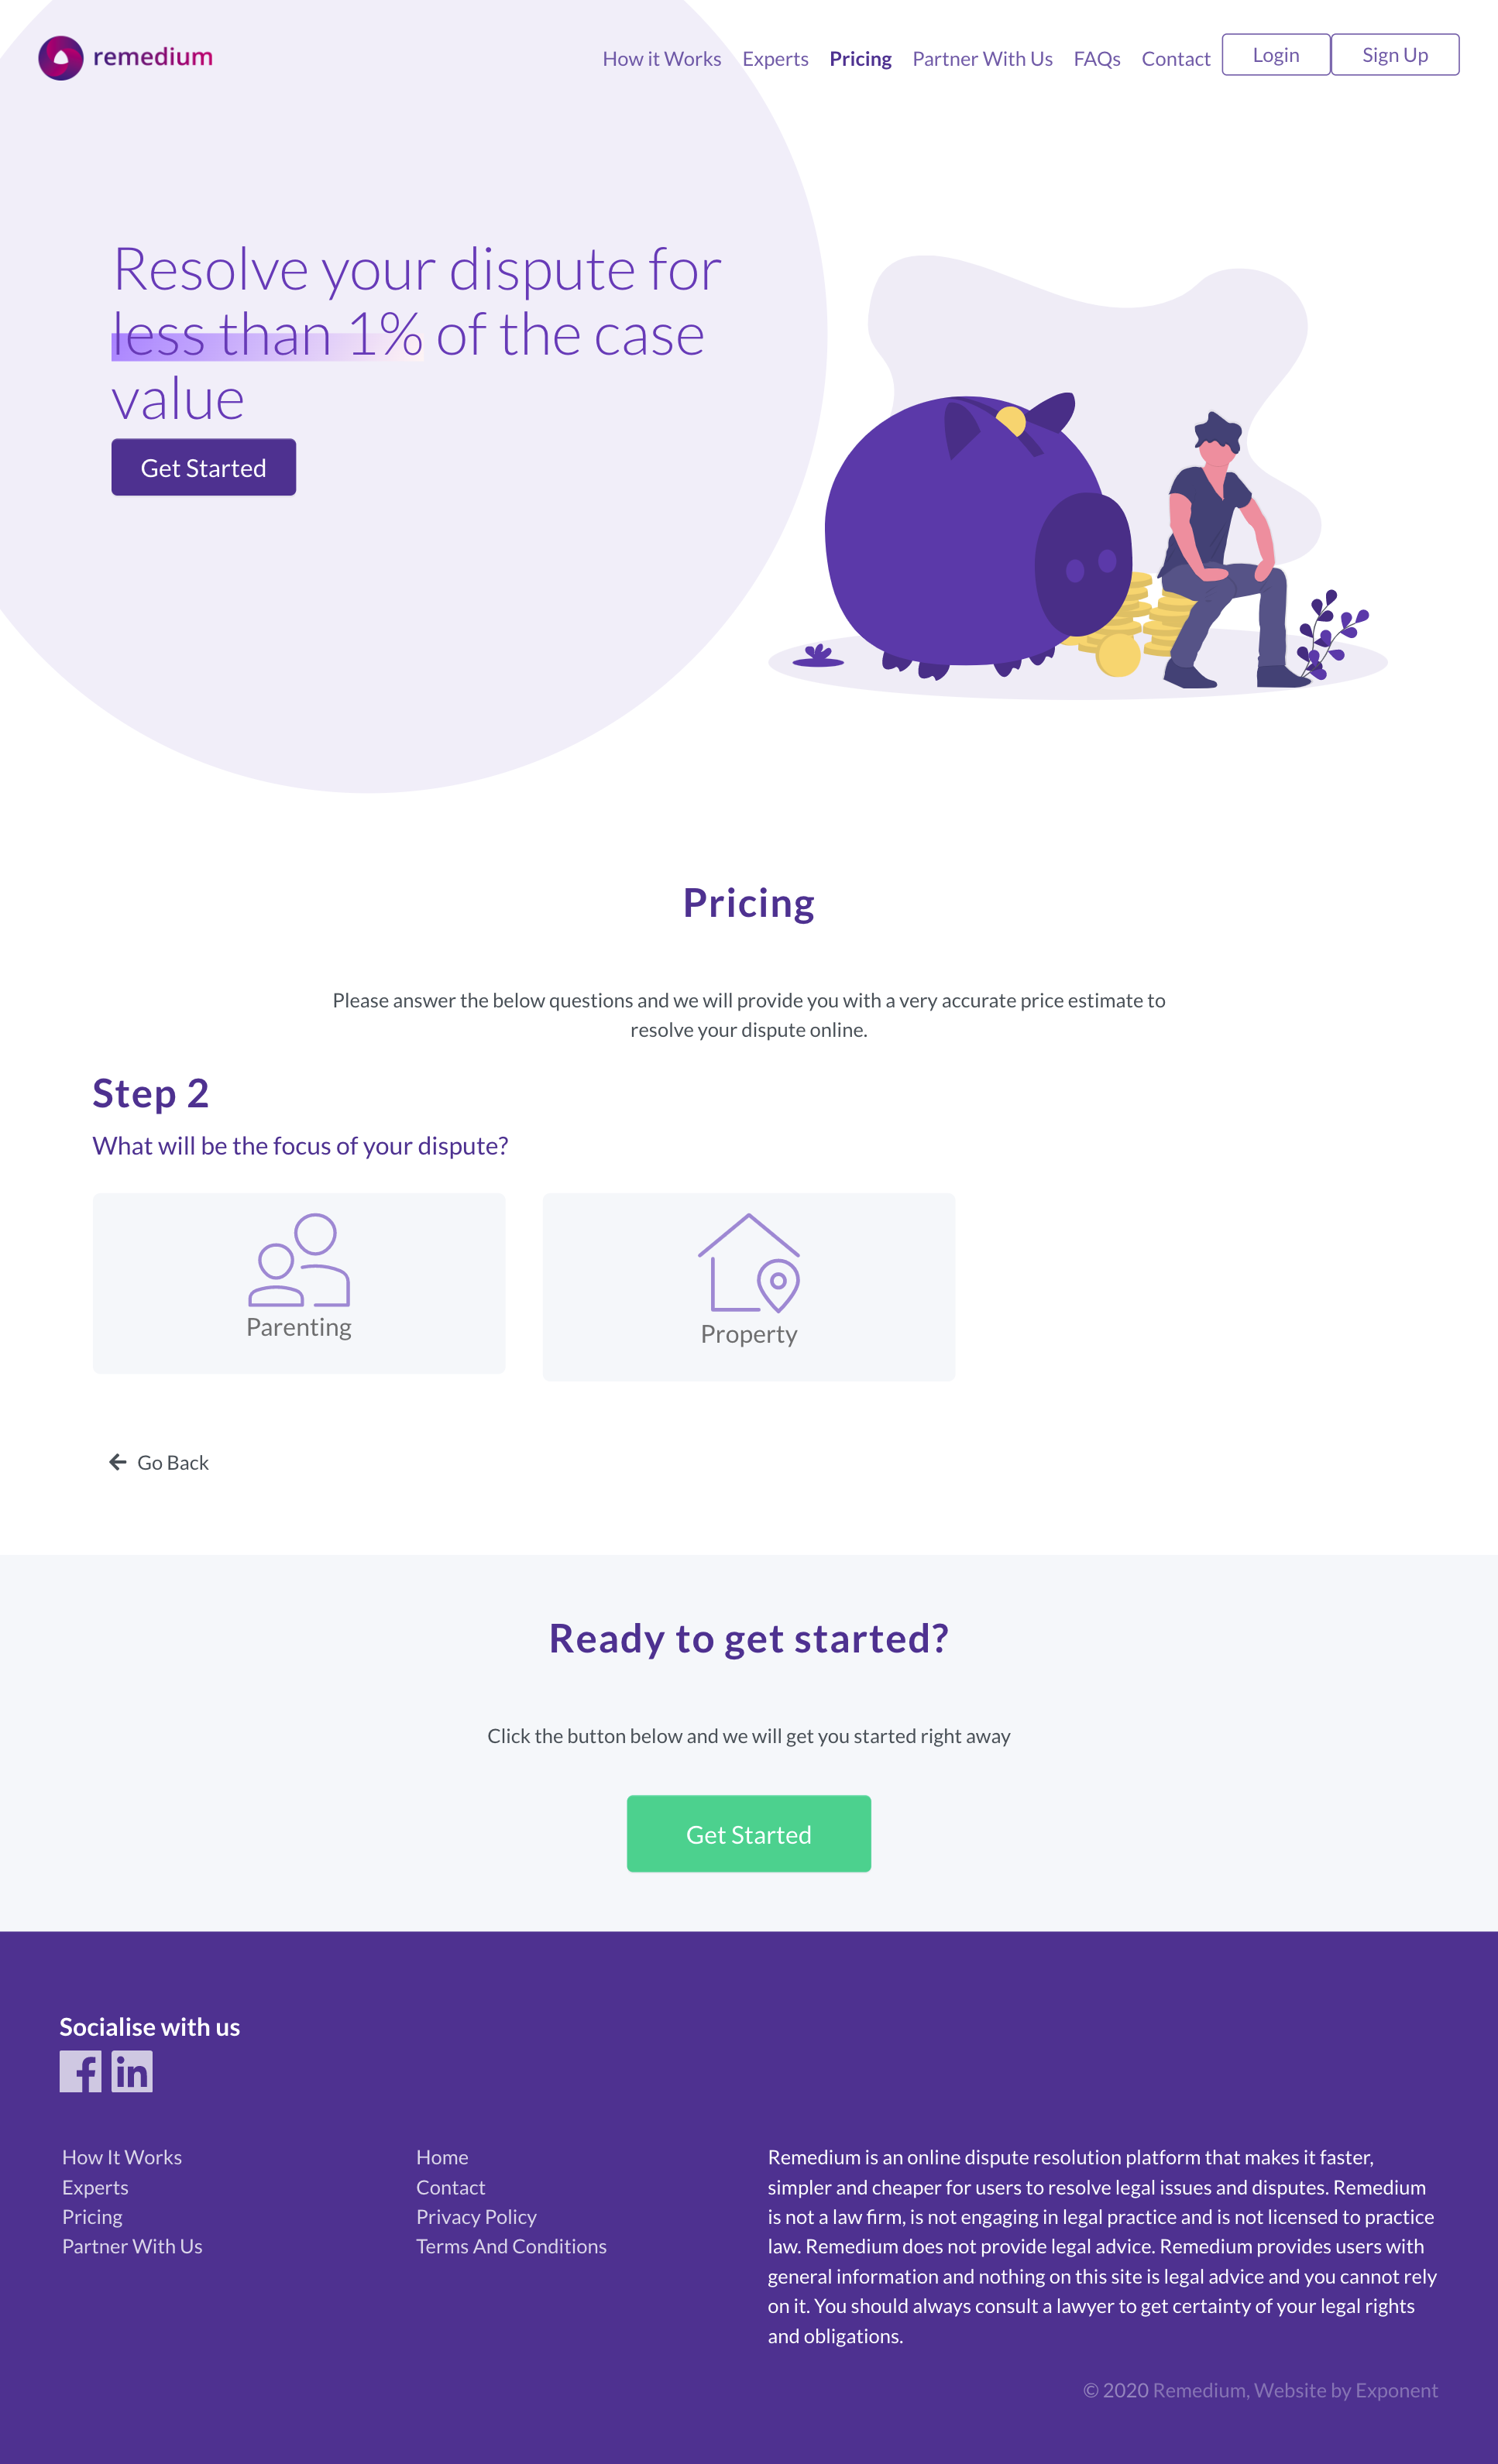 remedium
How it Works Experts Pricing Partner With Us FAQs Contact Login Sign Up
Resolve your dispute for
less than 1% of the case
value
Get Started
Pricing
Please answer the below questions and we will provide you with a very accurate price estimate to
resolve your dispute online.
Step 2
What will be the focus of your dispute?
Parenting
Property
Go Back
Ready to get started?
Click the button below and we will get you started right away
Get Started
Socialise with us
How It Works
Experts
Pricing
Partner With Us
Home
Contact
Privacy Policy
Terms And Conditions
Remedium is an online dispute resolution platform that makes it faster,
simpler and cheaper for users to resolve legal issues and disputes. Remedium
is not a law firm, is not engaging in legal practice and is not licensed to practice
law. Remedium does not provide legal advice. Remedium provides users with
general information and nothing on this site is legal advice and you cannot rely
on it. You should always consult a lawyer to get certainty of your legal rights
and obligations.
© 2020 Remedium, Website by Exponent